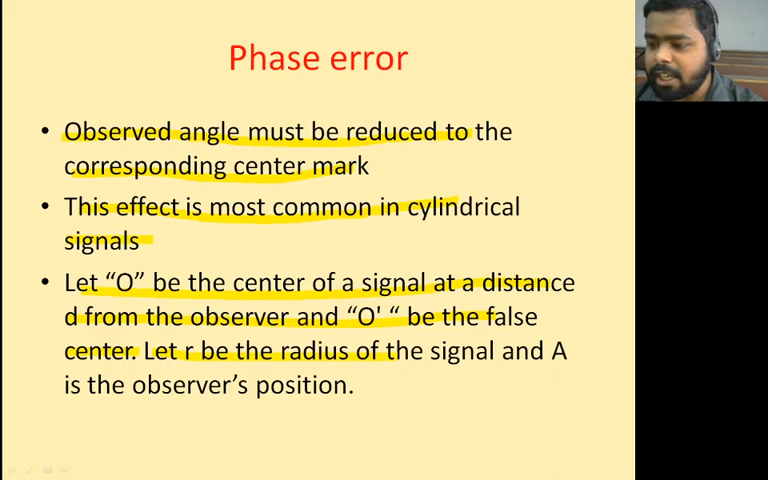 Phase error
• Observed angle must be reduced to the
corresponding center mark
• This effect is most common in cylindrical
signals
• Let “O” be the center of a signal at a distance
d from the observer and “O' “ be the false
center. Let r be the radius of the signal and A
is the observer’s position.